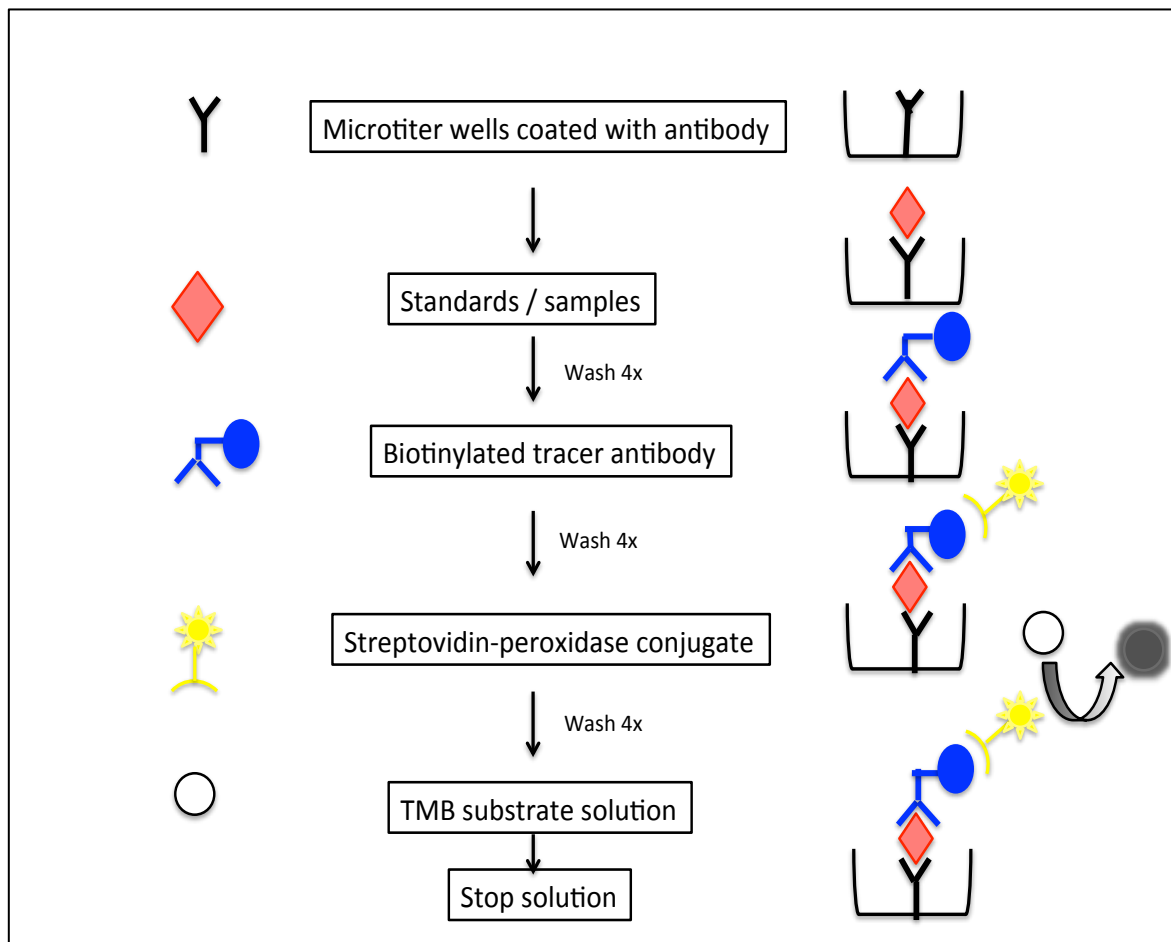 Microtiter wells coated with antibody
Standards / samples
Wash 4x
Biotinylated tracer antibody
Wash 4x
Streptovidin-peroxidase conjugate
Wash 4x
TMB substrate solution
Stop solution